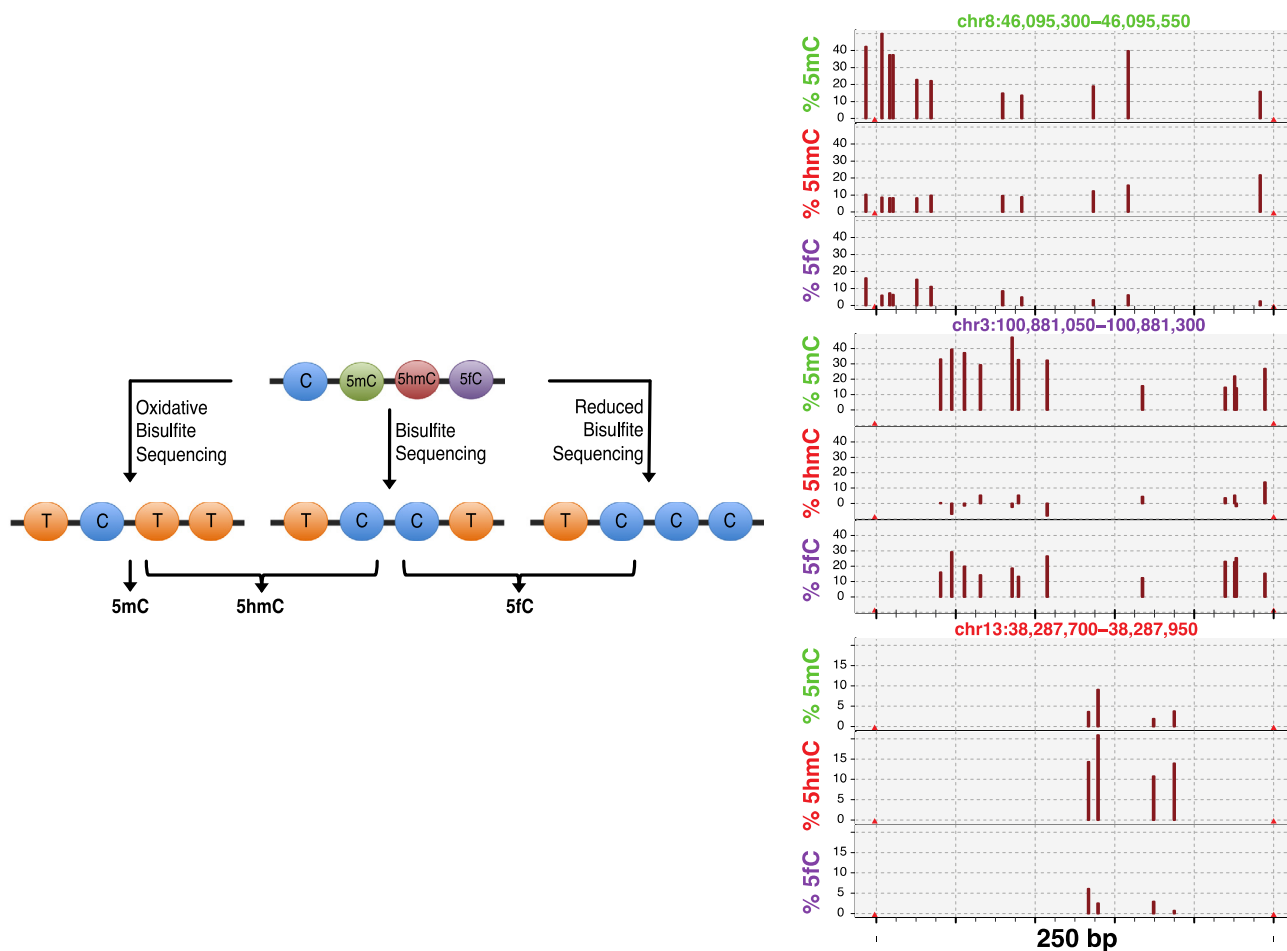 C 5mC 5hmC 5fC
Oxidative
Bisulfite
Sequencing
Bisulfite
Sequencing
Reduced
Bisulfite
Sequencing
T C T T
T C C T
T C C C
5mC
5hmC
5fC
chr8:46,095,300–46,095,550
% 5mC
40
30
20
10
0
% 5hmC
40
30
20
10
0
% 5fC
40
30
20
10
0
chr3:100,881,050–100,881,300
% 5mC
40
30
20
10
0
% 5hmC
40
30
20
10
0
% 5fC
40
30
20
10
0
chr13:38,287,700–38,287,950
% 5mC
15
10
5
0
% 5hmC
15
10
5
0
% 5fC
15
10
5
0
250 bp